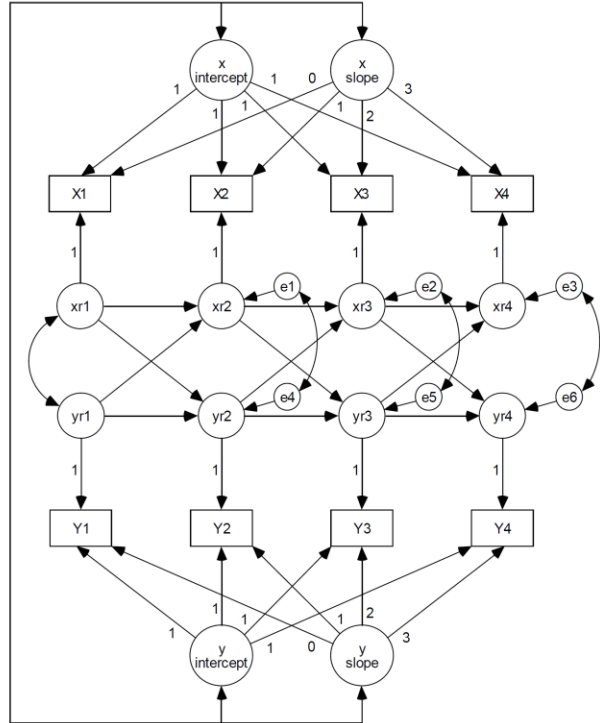 x
intercept
x
slope
1
0
1
3
1
1
1
2
X1
X2
X3
X4
1
1
1
1
e1
e2
e3
xr1
xr2
xr3
xr4
yr1
yr2
yr3
yr4
e4
e5
e6
1
1
1
1
Y1
Y2
Y3
Y4
1
1
1
2
1
1
0
3
y
intercept
y
slope